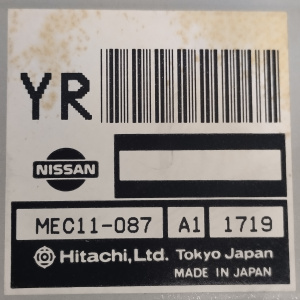 YR
NISSAN
MEC11-087 A1 1719
Hitachi, Ltd. Tokyo Japan
MADE IN JAPAN